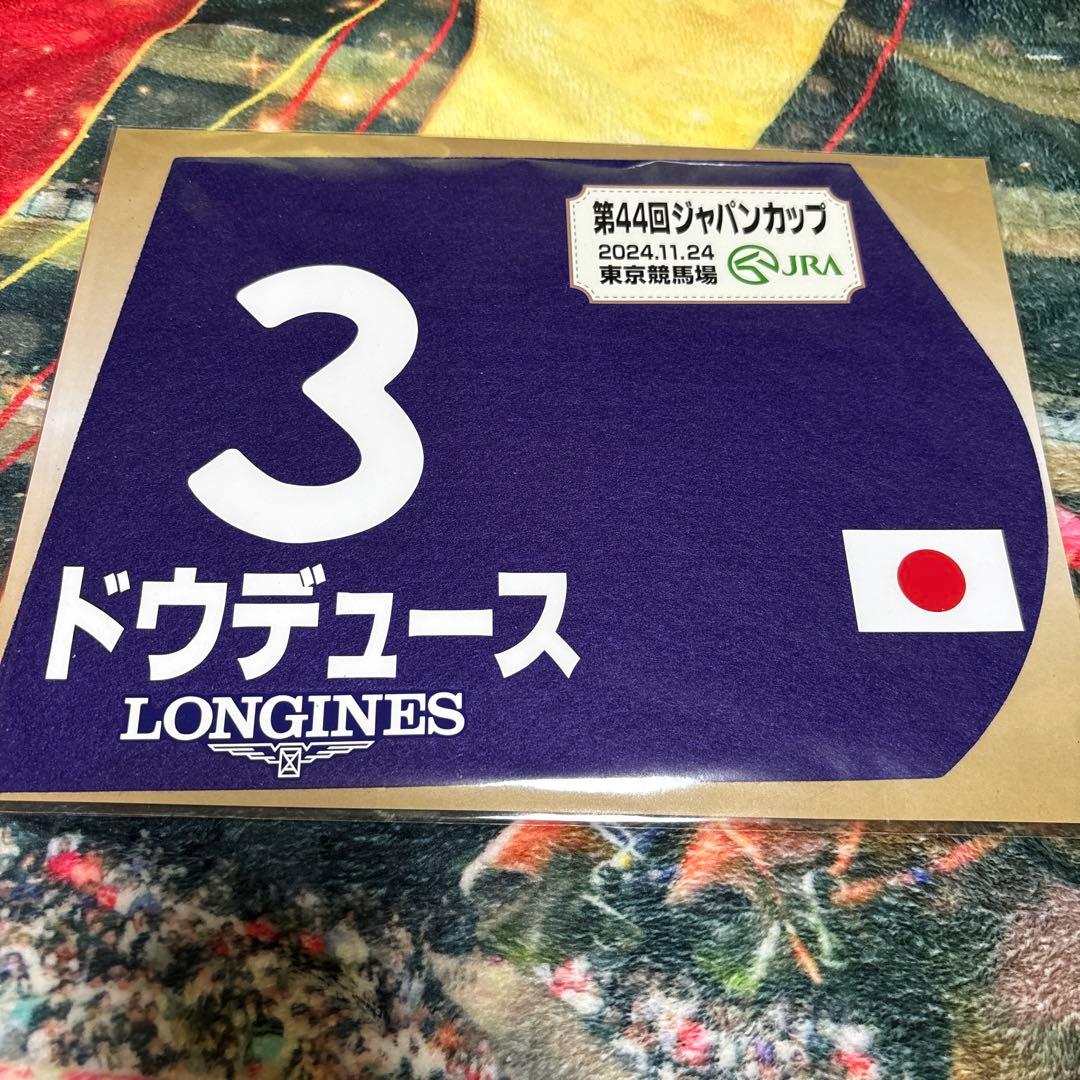 第44回ジャパンカップ
2024.11.24
東京競馬場 JRA
3
ドウデュース
LONGINES